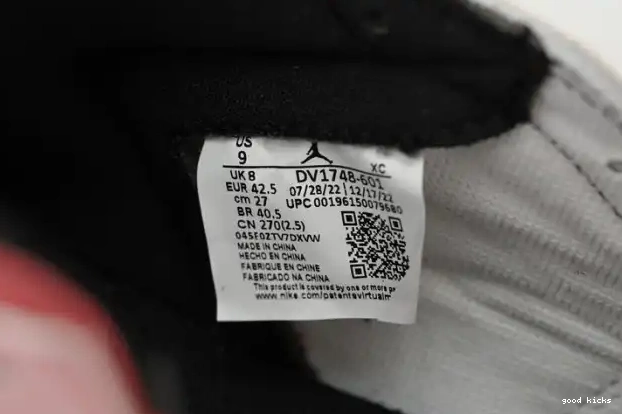 US
9
XC
UK 8
DV1748-601
EUR 42.5
07/28/22 | 12/17/22
cm 27
UPC 00196150079680
BR 40.5
CN 270(2.5)
045F0ZTV7DXVW
MADE IN CHINA
HECHO EN CHINA
FABRIQUE EN CHINE
FABRICADO NA CHINA
This product is covered by one or more pr
www.nike.com/patentsvirtualm
good kicks